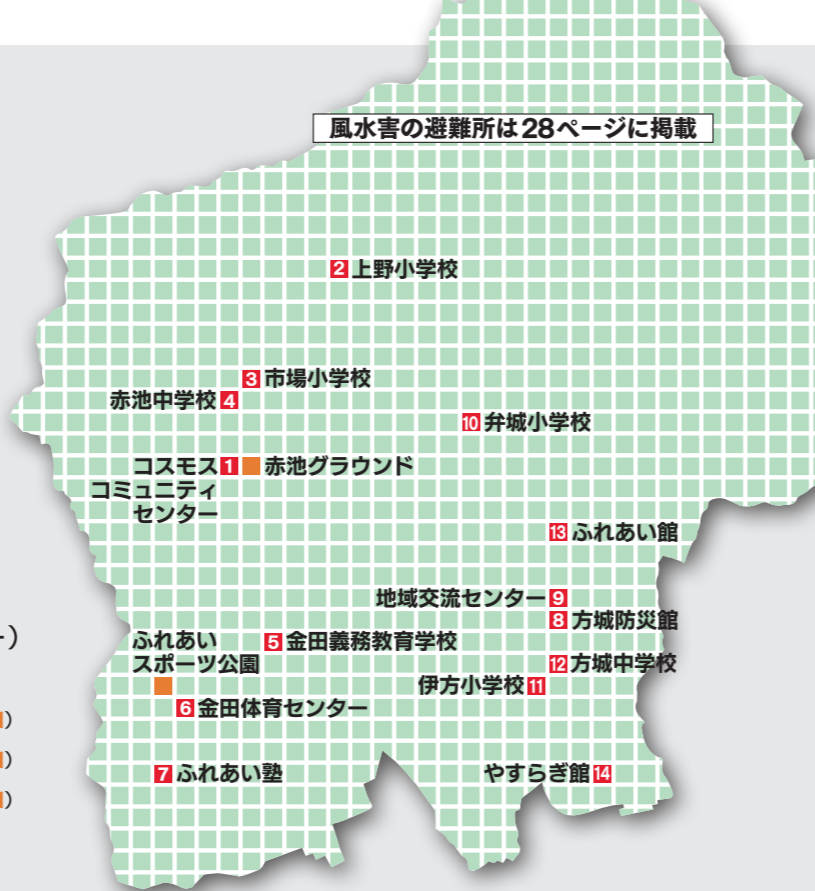 風水害の避難所は28ページに掲載
2 上野小学校
3 市場小学校
赤池中学校 4
10 弁城小学校
コスモス 1
コミュニティ
センター
赤池グラウンド
13 ふれあい館
地域交流センター 9
8 方城防災館
ふれあい
スポーツ公園
5 金田義務教育学校
12 方城中学校
伊方小学校 11
6 金田体育センター
7 ふれあい塾
やすらぎ館 14
)
)
)
)